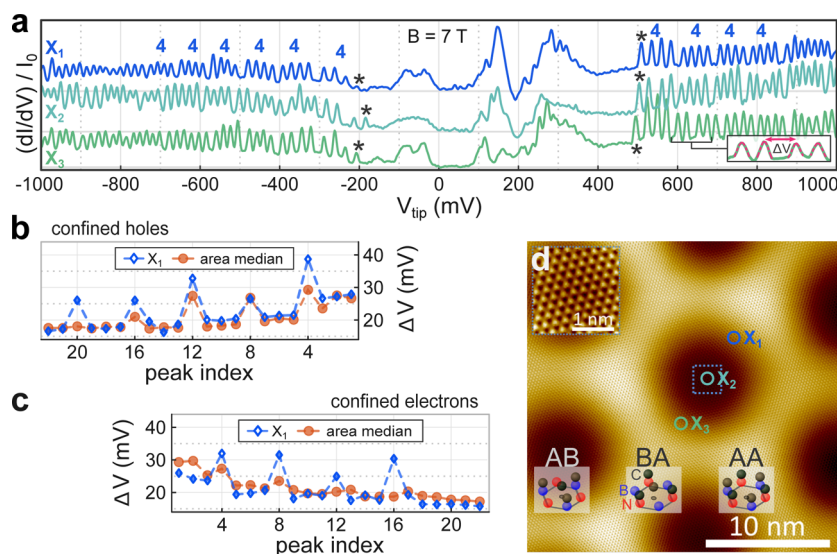 a
B = 7 T
X1
X2
X3
4 4 4 4 4 4 4 4 4 4
* * * * * *
ΔV
(dI/dV) / I0
-1000 -800 -600 -400 -200 0 200 400 600 800 1000
Vtip (mV)
b confined holes
X1 area median
40
30
20
ΔV (mV)
20 16 12 8 4
peak index
c confined electrons
X1 area median
40
30
20
ΔV (mV)
4 8 12 16 20
peak index
d
1 nm
X1
X2
X3
AB BA AA
C
B
N
10 nm